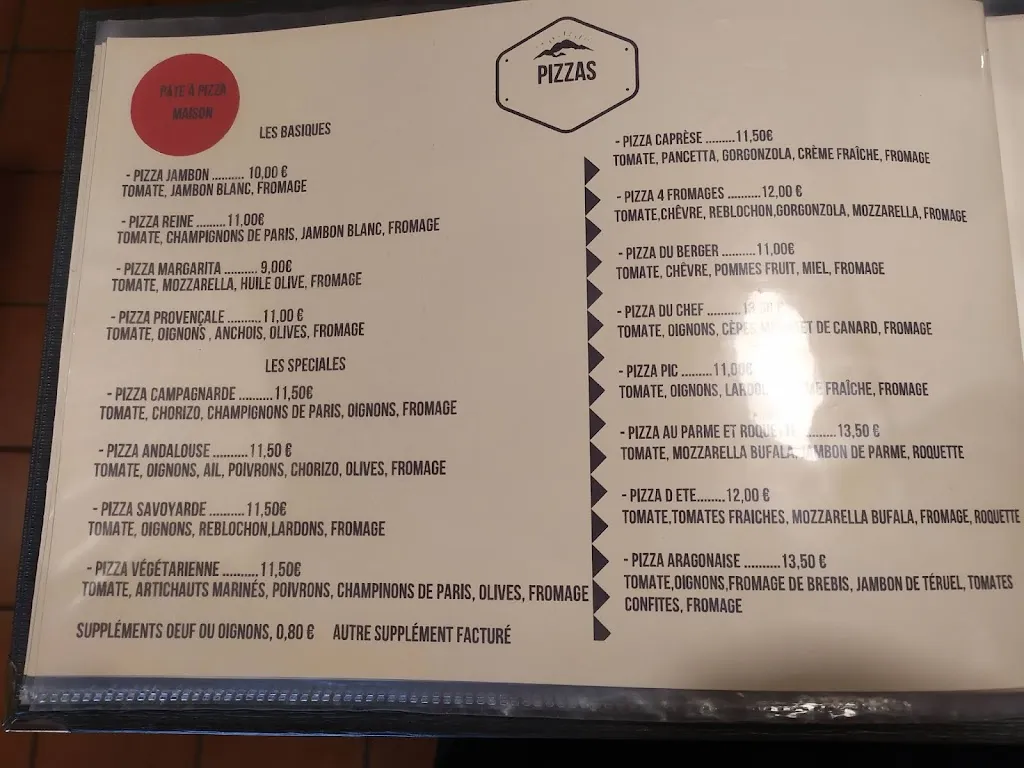 PATE À PIZZA
MAISON
PIZZAS
LES BASIQUES
- PIZZA JAMBON .......... 10,00 €
TOMATE, JAMBON BLANC, FROMAGE
- PIZZA REINE .........11,00€
TOMATE, CHAMPIGNONS DE PARIS, JAMBON BLANC, FROMAGE
- PIZZA MARGARITA .......... 9,00€
TOMATE, MOZZARELLA, HUILE OLIVE, FROMAGE
- PIZZA PROVENÇALE ..........11,00 €
TOMATE, OIGNONS , ANCHOIS, OLIVES, FROMAGE
LES SPECIALES
- PIZZA CAMPAGNARDE ..........11,50€
TOMATE, CHORIZO, CHAMPIGNONS DE PARIS, OIGNONS, FROMAGE
- PIZZA ANDALOUSE ..........11,50 €
TOMATE, OIGNONS, AIL, POIVRONS, CHORIZO, OLIVES, FROMAGE
- PIZZA SAVOYARDE ..........11,50€
TOMATE, OIGNONS, REBLOCHON,LARDONS, FROMAGE
- PIZZA VÉGÉTARIENNE ..........11,50€
TOMATE, ARTICHAUTS MARINÉS, POIVRONS, CHAMPINONS DE PARIS, OLIVES, FROMAGE
SUPPLÉMENTS OEUF OU OIGNONS, 0,80 € AUTRE SUPPLÉMENT FACTURÉ
- PIZZA CAPRÈSE .........11,50€
TOMATE, PANCETTA, GORGONZOLA, CRÈME FRAÎCHE, FROMAGE
- PIZZA 4 FROMAGES ..........12,00 €
TOMATE,CHÈVRE, REBLOCHON,GORGONZOLA, MOZZARELLA, FROMAGE
- PIZZA DU BERGER ..........11,00€
TOMATE, CHÈVRE, POMMES FRUIT, MIEL, FROMAGE
- PIZZA DU CHEF ..........
TOMATE, OIGNONS, CÈPES, DE CANARD, FROMAGE
- PIZZA PIC .........11,00€
TOMATE, OIGNONS, FRAÎCHE, FROMAGE
- PIZZA AU PARME ET ROQUETTE ..........13,50 €
TOMATE, MOZZARELLA BUFALA, JAMBON DE PARME, ROQUETTE
- PIZZA D ETE........12,00 €
TOMATE,TOMATES FRAICHES, MOZZARELLA BUFALA, FROMAGE, ROQUETTE
- PIZZA ARAGONAISE ..........13,50 €
TOMATE,OIGNONS,FROMAGE DE BREBIS, JAMBON DE TÉRUEL, TOMATES
CONFITES, FROMAGE